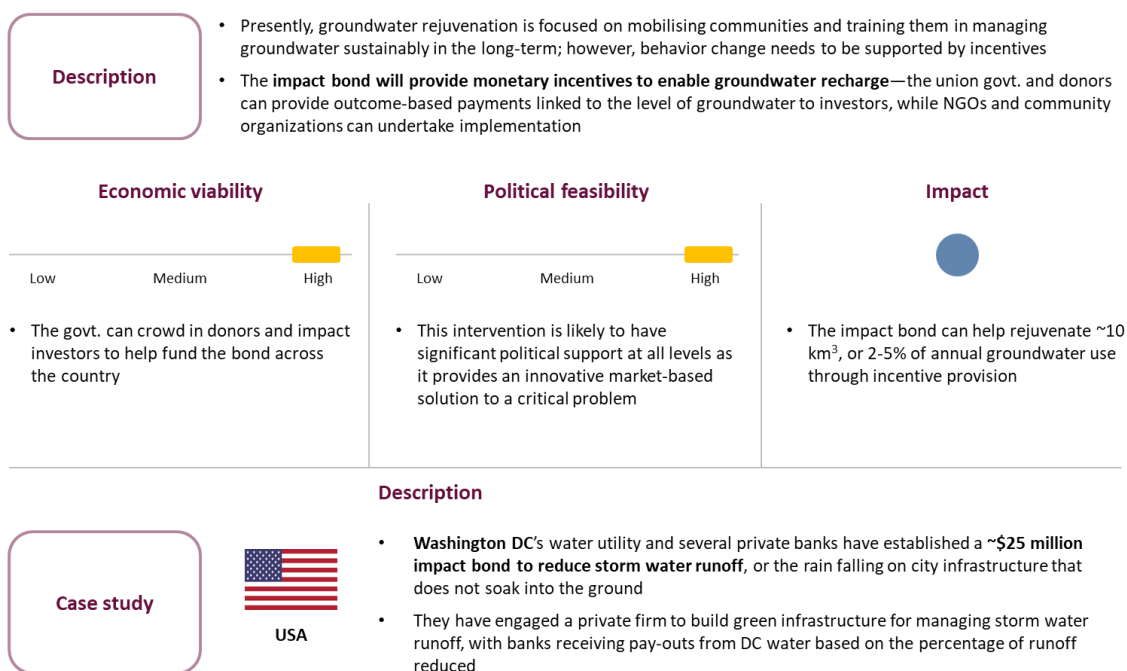 Description
• Presently, groundwater rejuvenation is focused on mobilising communities and training them in managing
groundwater sustainably in the long-term; however, behavior change needs to be supported by incentives
• The impact bond will provide monetary incentives to enable groundwater recharge—the union govt. and donors
can provide outcome-based payments linked to the level of groundwater to investors, while NGOs and community
organizations can undertake implementation
Economic viability
Low Medium High
• The govt. can crowd in donors and impact
investors to help fund the bond across
the country
Political feasibility
Low Medium High
• This intervention is likely to have
significant political support at all levels as
it provides an innovative market-based
solution to a critical problem
Impact
• The impact bond can help rejuvenate ~10
km³, or 2-5% of annual groundwater use
through incentive provision
Case study
USA
Description
• Washington DC’s water utility and several private banks have established a ~$25 million
impact bond to reduce storm water runoff, or the rain falling on city infrastructure that
does not soak into the ground
• They have engaged a private firm to build green infrastructure for managing storm water
runoff, with banks receiving pay-outs from DC water based on the percentage of runoff
reduced